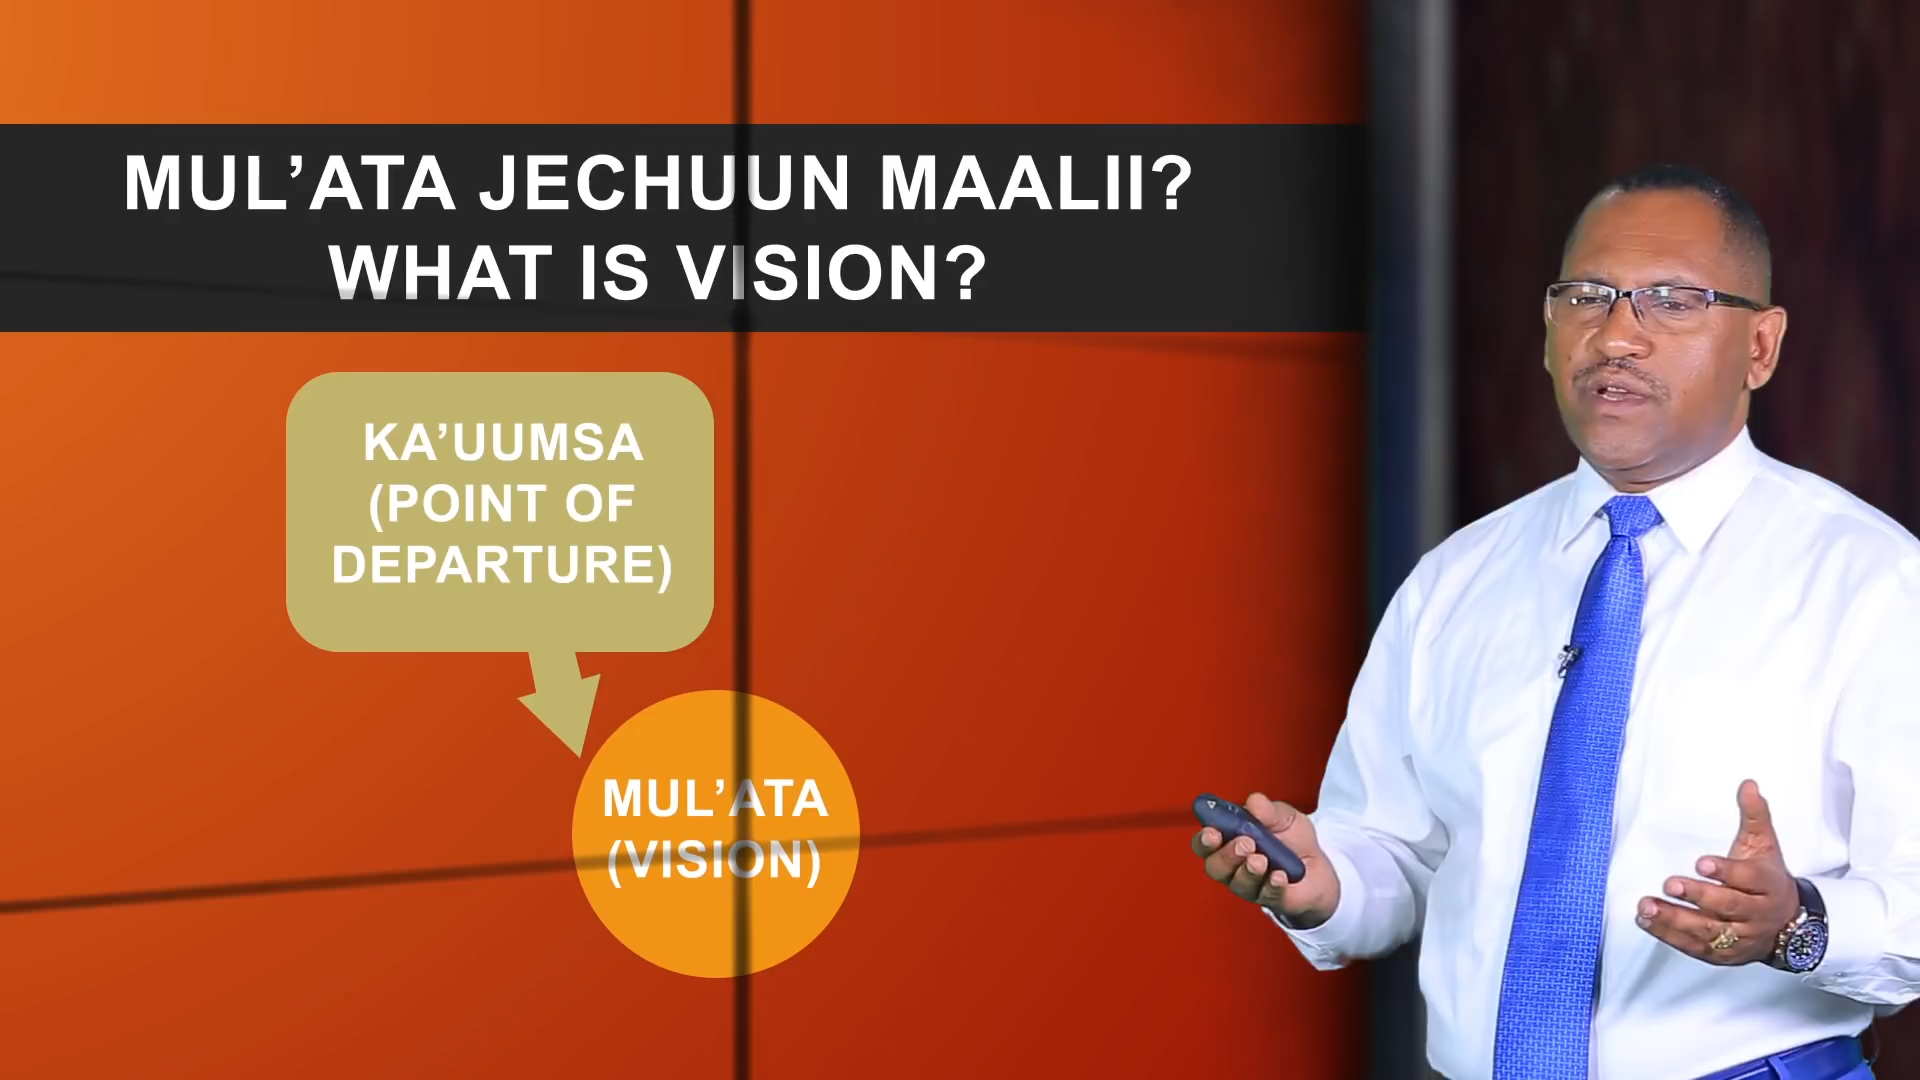 MUL’ATA JECHUUN MAALII?
WHAT IS VISION?
KA’UUMSA
(POINT OF
DEPARTURE)
MUL’ATA
(VISION)